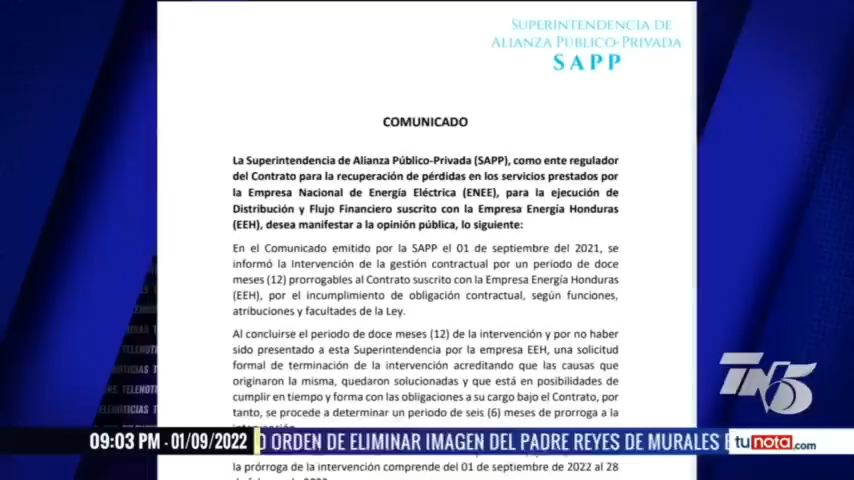 SUPERINTENDENCIA DE
ALIANZA PÚBLICO-PRIVADA
SAPP
COMUNICADO
La Superintendencia de Alianza Público-Privada (SAPP), como ente regulador
del Contrato para la recuperación de pérdidas en los servicios prestados por
la Empresa Nacional de Energía Eléctrica (ENEE), para la ejecución de
Distribución y Flujo Financiero suscrito con la Empresa Energía Honduras
(EEH), desea manifestar a la opinión pública, lo siguiente:
En el Comunicado emitido por la SAPP el 01 de septiembre del 2021, se
informó la Intervención de la gestión contractual por un periodo de doce
meses (12) prorrogables al Contrato suscrito con la Empresa Energía Honduras
(EEH), por el incumplimiento de obligación contractual, según funciones,
atribuciones y facultades de la Ley.
Al concluirse el periodo de doce meses (12) de la intervención y por no haber
sido presentado a esta Superintendencia por la empresa EEH, una solicitud
formal de terminación de la intervención acreditando que las causas que
originaron la misma, quedaron solucionadas y que está en posibilidades de
cumplir en tiempo y forma con las obligaciones a su cargo bajo el Contrato, por
tanto, se procede a determinar un periodo de seis (6) meses de prorroga a la
TN5
09:03 PM - 01/09/2022
O ORDEN DE ELIMINAR IMAGEN DEL PADRE REYES DE MURALES
tunota.com
la prórroga de la intervención comprende del 01 de septiembre de 2022 al 28